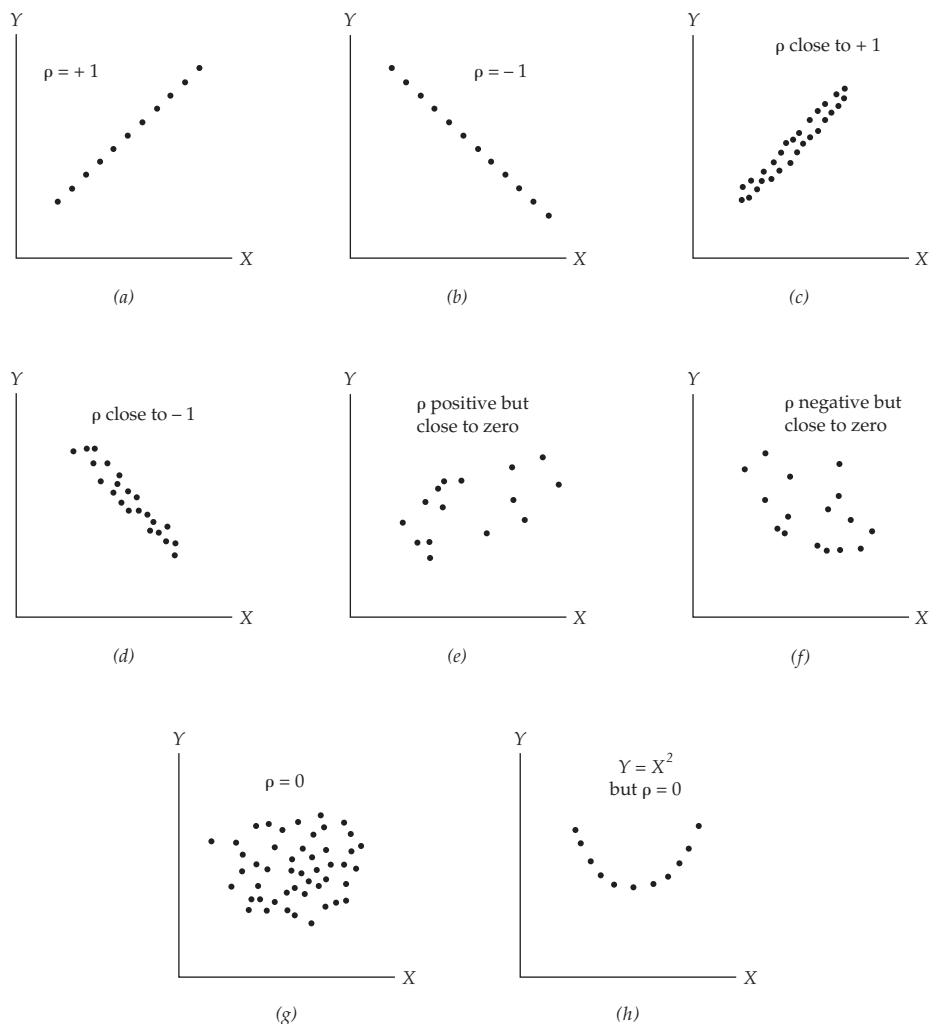 Y
ρ = + 1
X
(a)
Y
ρ = – 1
X
(b)
Y
ρ close to + 1
X
(c)
Y
ρ close to – 1
X
(d)
Y
ρ positive but
close to zero
X
(e)
Y
ρ negative but
close to zero
X
(f)
Y
ρ = 0
X
(g)
Y
Y = X²
but ρ = 0
X
(h)